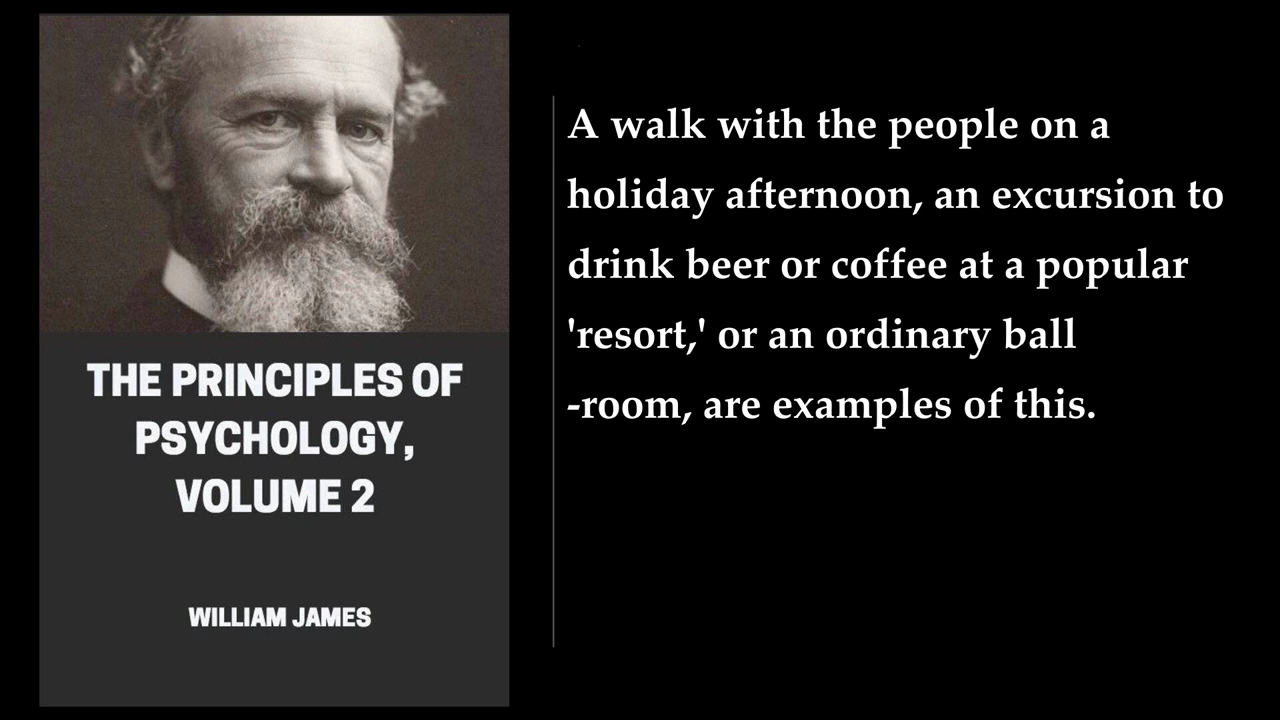 THE PRINCIPLES OF
PSYCHOLOGY,
VOLUME 2
WILLIAM JAMES
A walk with the people on a
holiday afternoon, an excursion to
drink beer or coffee at a popular
'resort,' or an ordinary ball
-room, are examples of this.